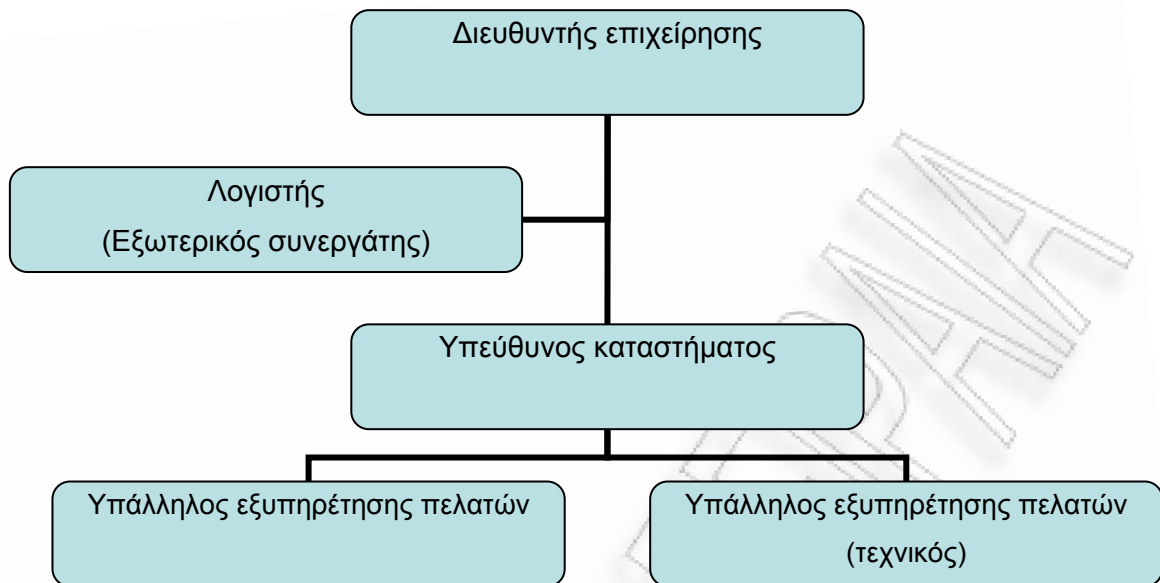 Διευθυντής επιχείρησης
Λογιστής
(Εξωτερικός συνεργάτης)
Υπεύθυνος καταστήματος
Υπάλληλος εξυπηρέτησης πελατών
Υπάλληλος εξυπηρέτησης πελατών
(τεχνικός)